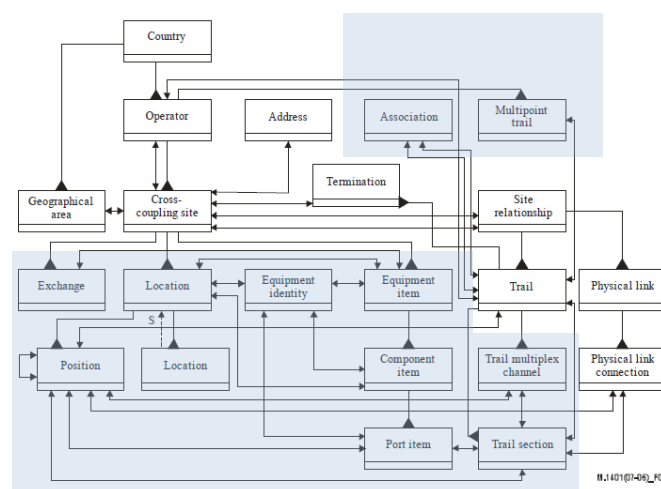 Country
Operator
Address
Association
Multipoint
trail
Termination
Geographical
area
Cross-
coupling site
Site
relationship
Exchange
Location
Equipment
identity
Equipment
item
Trail
Physical link
S
Position
Location
Component
item
Trail multiplex
channel
Physical link
connection
Port item
Trail section
M.1401(07-06)_F0